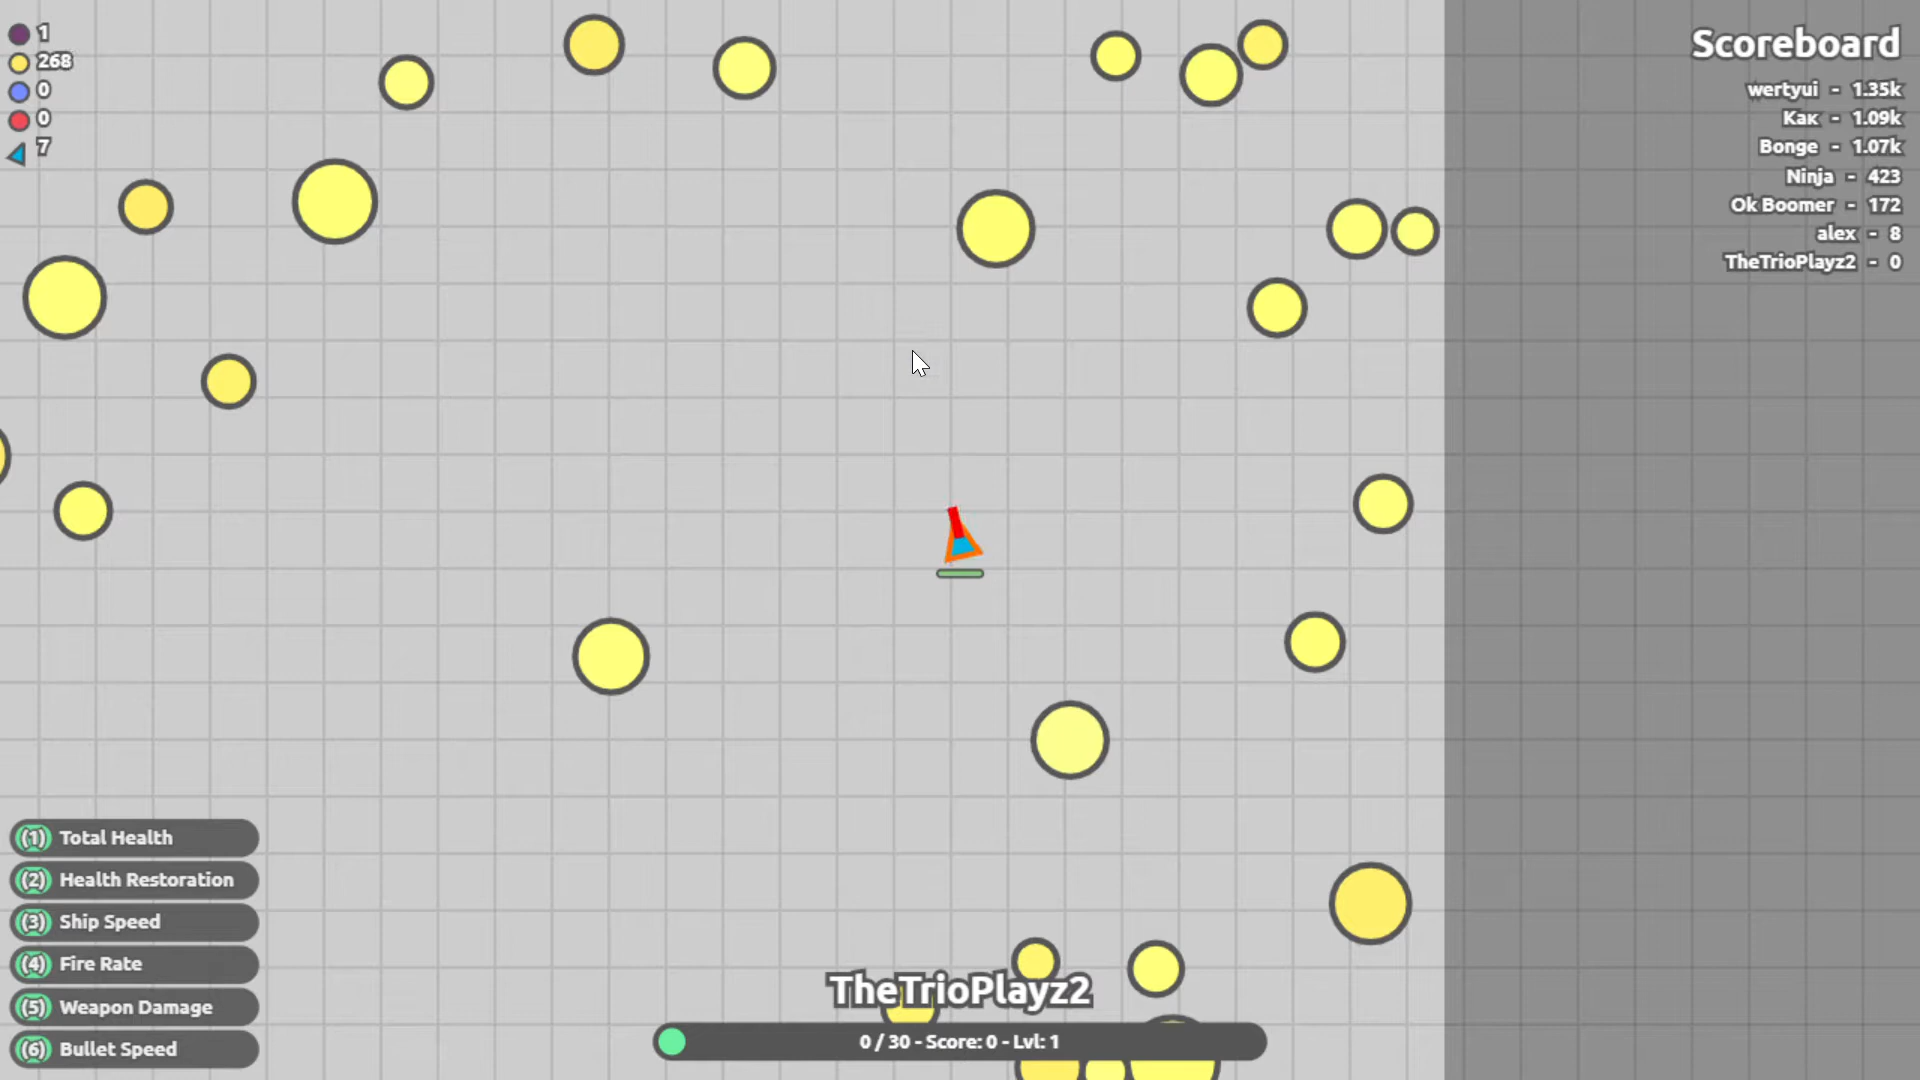 1
268
0
0
7
Scoreboard
wertyui - 1.35k
Как - 1.09k
Bonge - 1.07k
Ninja - 423
Ok Boomer - 172
alex - 8
TheTrioPlayz2 - 0
(1) Total Health
(2) Health Restoration
(3) Ship Speed
(4) Fire Rate
(5) Weapon Damage
(6) Bullet Speed
TheTrioPlayz2
0 / 30 - Score: 0 - Lvl: 1